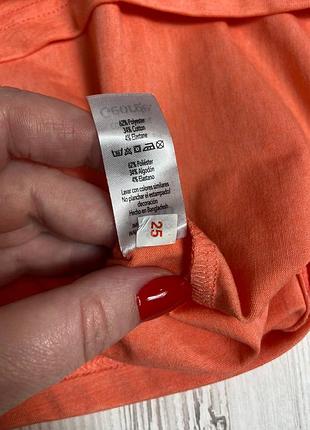 62% Polyester
34% Cotton
4% Elastane
62% Poliéster
34% Algodón
4% Elastano
Lavar con colores similares
No planchar el estampado/
decoración
Hecho en Bangladesh
25